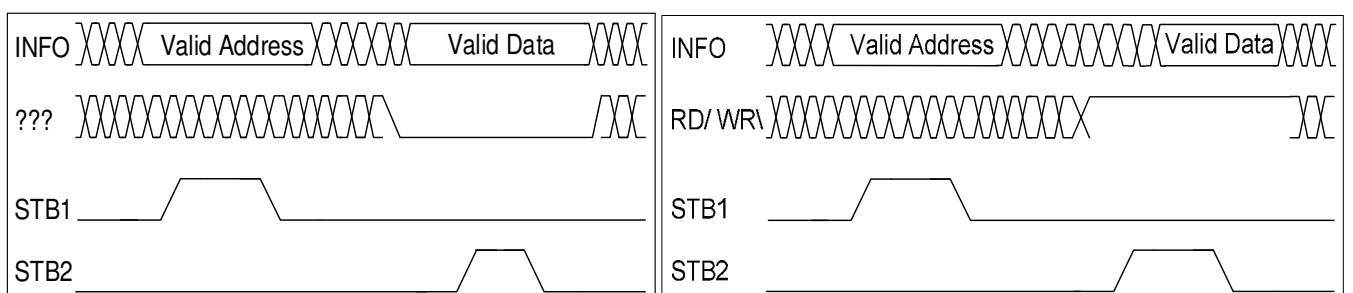 INFO Valid Address Valid Data
???
STB1
STB2
INFO Valid Address Valid Data
RD/ WR\
STB1
STB2